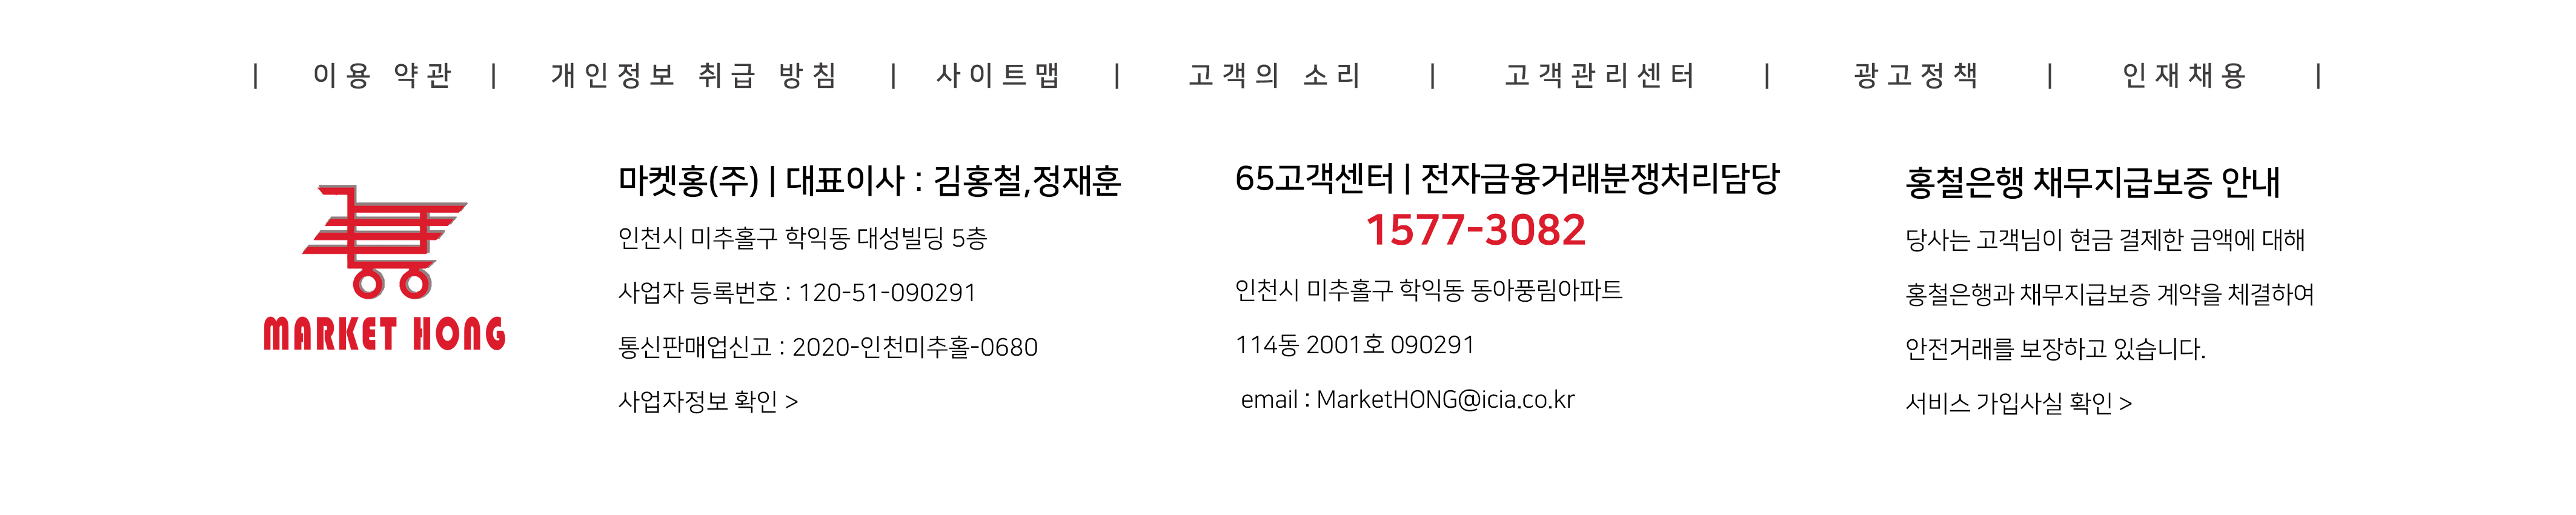 | 이용 약관 | 개인정보 취급 방침 | 사이트맵 | 고객의 소리 | 고객관리센터 | 광고정책 | 인재채용 |
MARKET HONG
마켓홍(주) | 대표이사 : 김홍철,정재훈
인천시 미추홀구 학익동 대성빌딩 5층
사업자 등록번호 : 120-51-090291
통신판매업신고 : 2020-인천미추홀-0680
사업자정보 확인 >
65고객센터 | 전자금융거래분쟁처리담당
1577-3082
인천시 미추홀구 학익동 동아풍림아파트
114동 2001호 090291
email : MarketHONG@icia.co.kr
홍철은행 채무지급보증 안내
당사는 고객님이 현금 결제한 금액에 대해
홍철은행과 채무지급보증 계약을 체결하여
안전거래를 보장하고 있습니다.
서비스 가입사실 확인 >